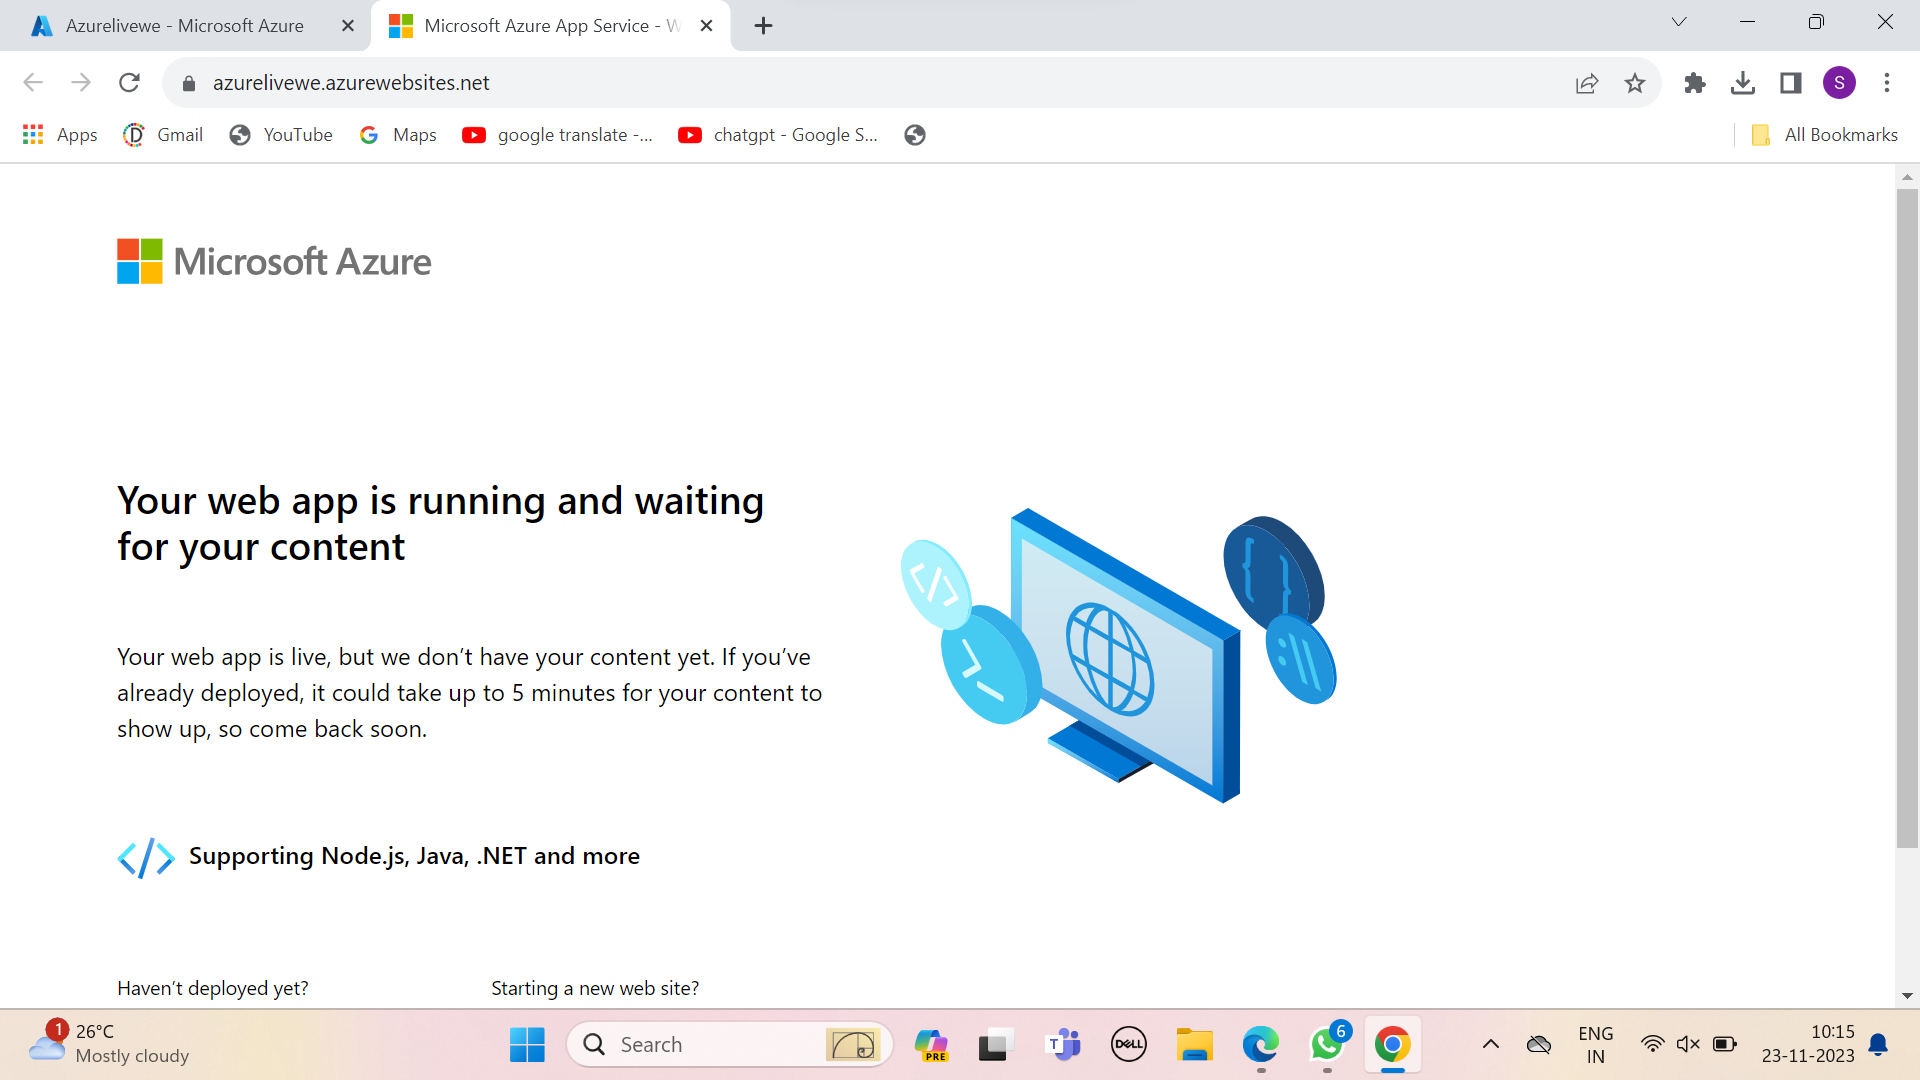 Azurelivewe - Microsoft Azure
Microsoft Azure App Service - W
azurelivewe.azurewebsites.net
S
Apps
Gmail
YouTube
Maps
google translate -...
chatgpt - Google S...
All Bookmarks
Microsoft Azure
Your web app is running and waiting
for your content
Your web app is live, but we don’t have your content yet. If you’ve
already deployed, it could take up to 5 minutes for your content to
show up, so come back soon.
Supporting Node.js, Java, .NET and more
Haven’t deployed yet?
Starting a new web site?
1
26°C
Mostly cloudy
Search
PRE
T
DELL
6
ENG
IN
10:15
23-11-2023